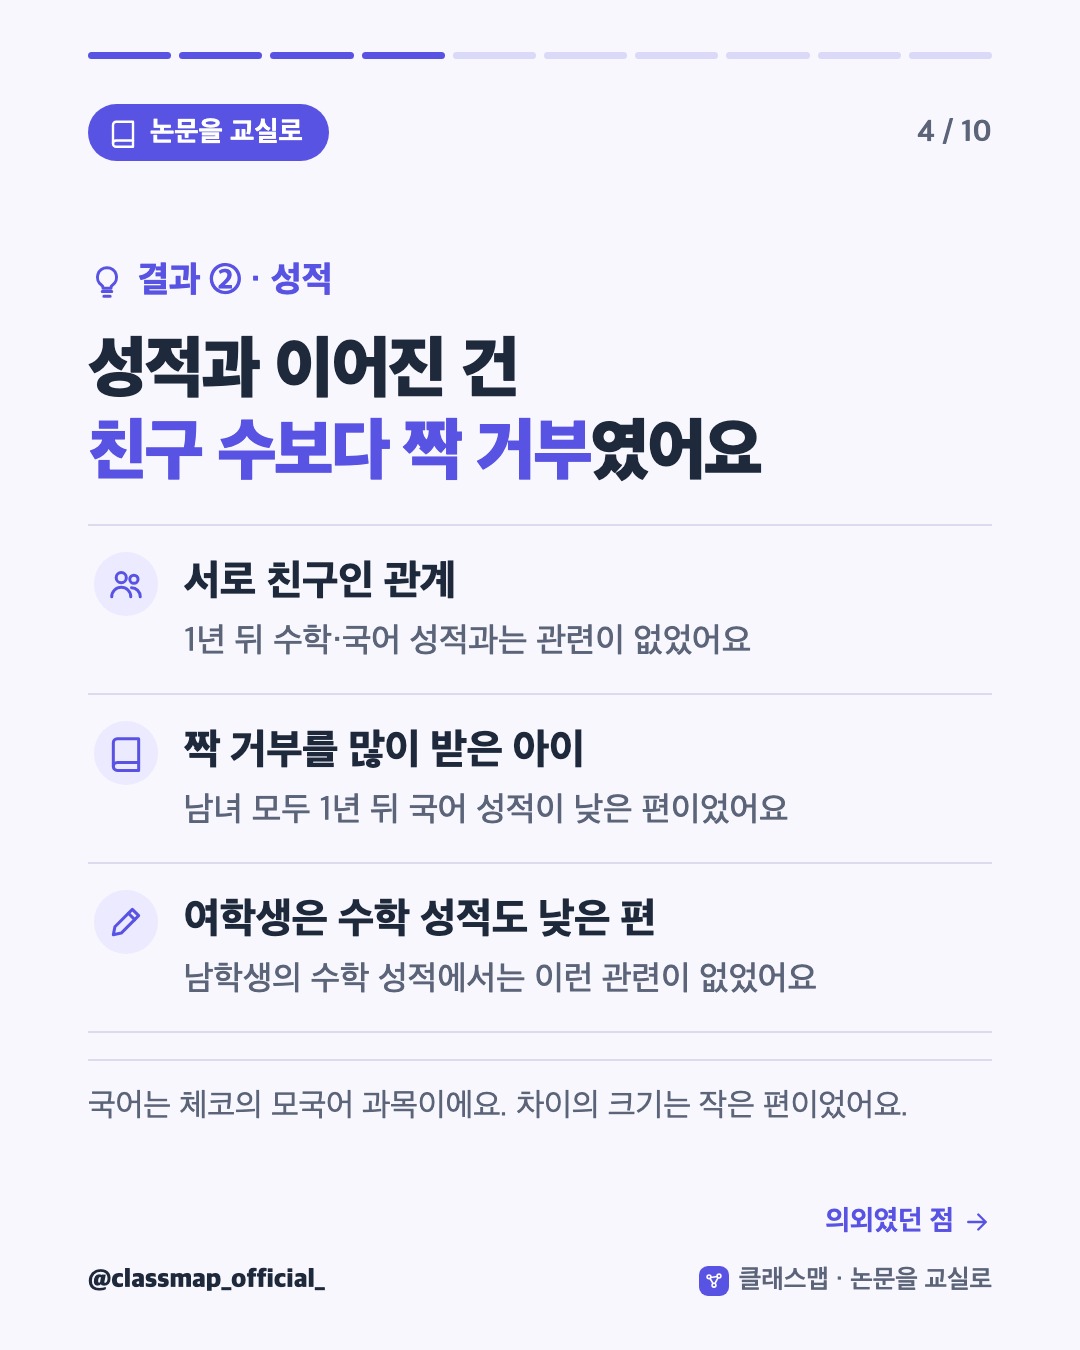 논문을 교실로
4 / 10
결과 ② · 성적
성적과 이어진 건
친구 수보다 짝 거부였어요
서로 친구인 관계
1년 뒤 수학·국어 성적과는 관련이 없었어요
짝 거부를 많이 받은 아이
남녀 모두 1년 뒤 국어 성적이 낮은 편이었어요
여학생은 수학 성적도 낮은 편
남학생의 수학 성적에서는 이런 관련이 없었어요
국어는 체코의 모국어 과목이에요. 차이의 크기는 작은 편이었어요.
의외였던 점 →
@classmap_official_
클래스맵 · 논문을 교실로